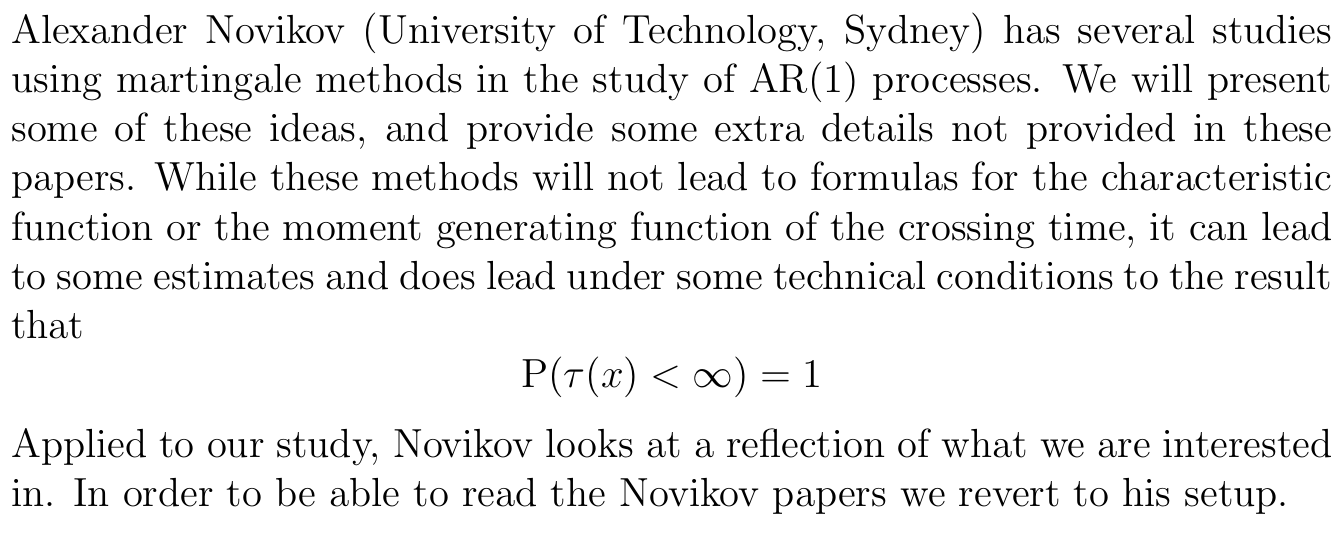 Alexander Novikov (University of Technology, Sydney) has several studies
using martingale methods in the study of AR(1) processes. We will present
some of these ideas, and provide some extra details not provided in these
papers. While these methods will not lead to formulas for the characteristic
function or the moment generating function of the crossing time, it can lead
to some estimates and does lead under some technical conditions to the result
that
P(τ(x) < ∞) = 1
Applied to our study, Novikov looks at a reflection of what we are interested
in. In order to be able to read the Novikov papers we revert to his setup.